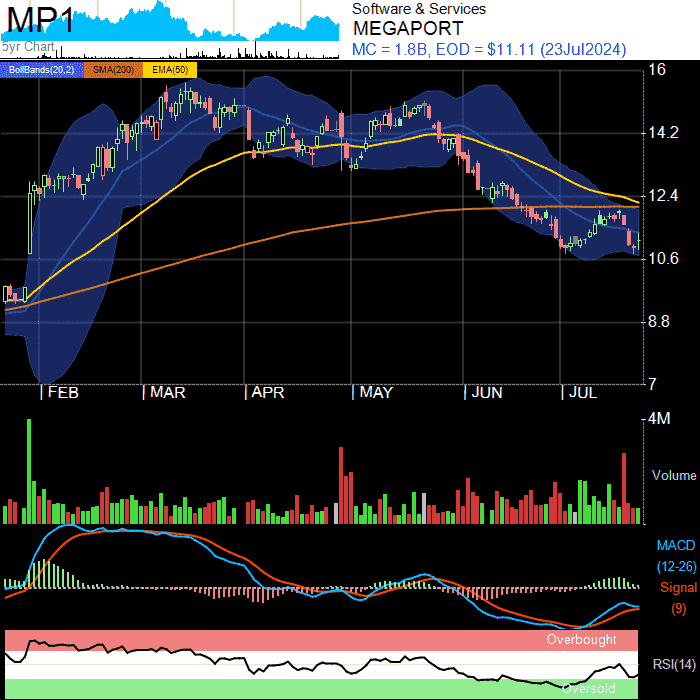 MP1
5yr Chart
Software & Services
MEGAPORT
MC = 1.8B, EOD = $11.11 (23Jul2024)
BollBands(20,2) SMA(200) EMA(50)
16
14.2
12.4
10.6
8.8
7
FEB MAR APR MAY JUN JUL
4M
Volume
MACD
(12-26)
Signal
(9)
Overbought
RSI(14)
Oversold